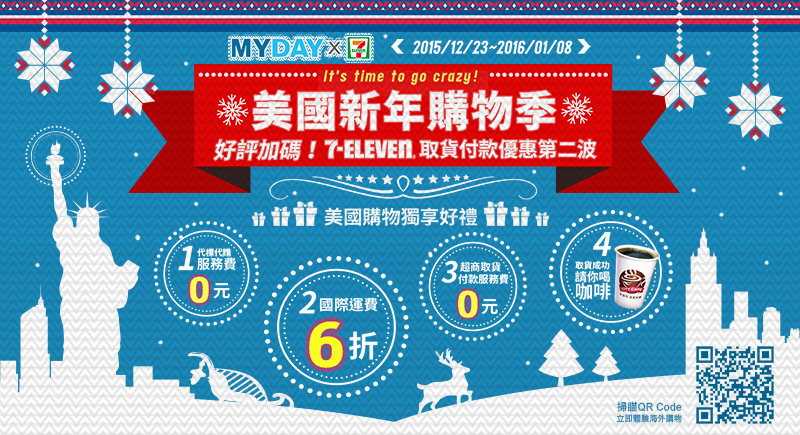 MYDAY x 7-ELEVEN 2015/12/23~2016/01/08
It's time to go crazy!
美國新年購物季
好評加碼！7-ELEVEN. 取貨付款優惠第二波
美國購物獨享好禮
1 代標代購
服務費
0元
2 國際運費
6折
3 超商取貨
付款服務費
0元
4
取貨成功
請你喝
咖啡
CITY CAFE
掃瞄QR Code
立即體驗海外購物